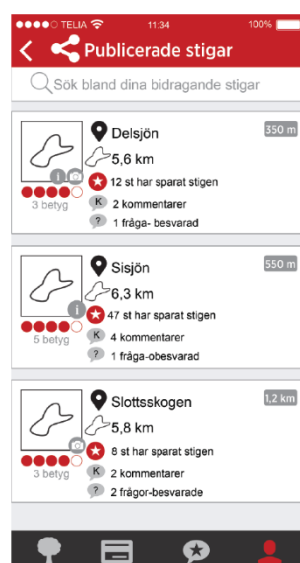 TELIA 11:34 100%
Publicerade stigar
Sök bland dina bidragande stigar
Delsjön 350 m
5,6 km
i
12 st har sparat stigen
3 betyg
K 2 kommentarer
? 1 fråga- besvarad
Sisjön 550 m
6,3 km
i
47 st har sparat stigen
5 betyg
K 4 kommentarer
? 1 fråga-obesvarad
Slottsskogen 1,2 km
5,8 km
8 st har sparat stigen
3 betyg
K 2 kommentarer
? 2 frågor-besvarade